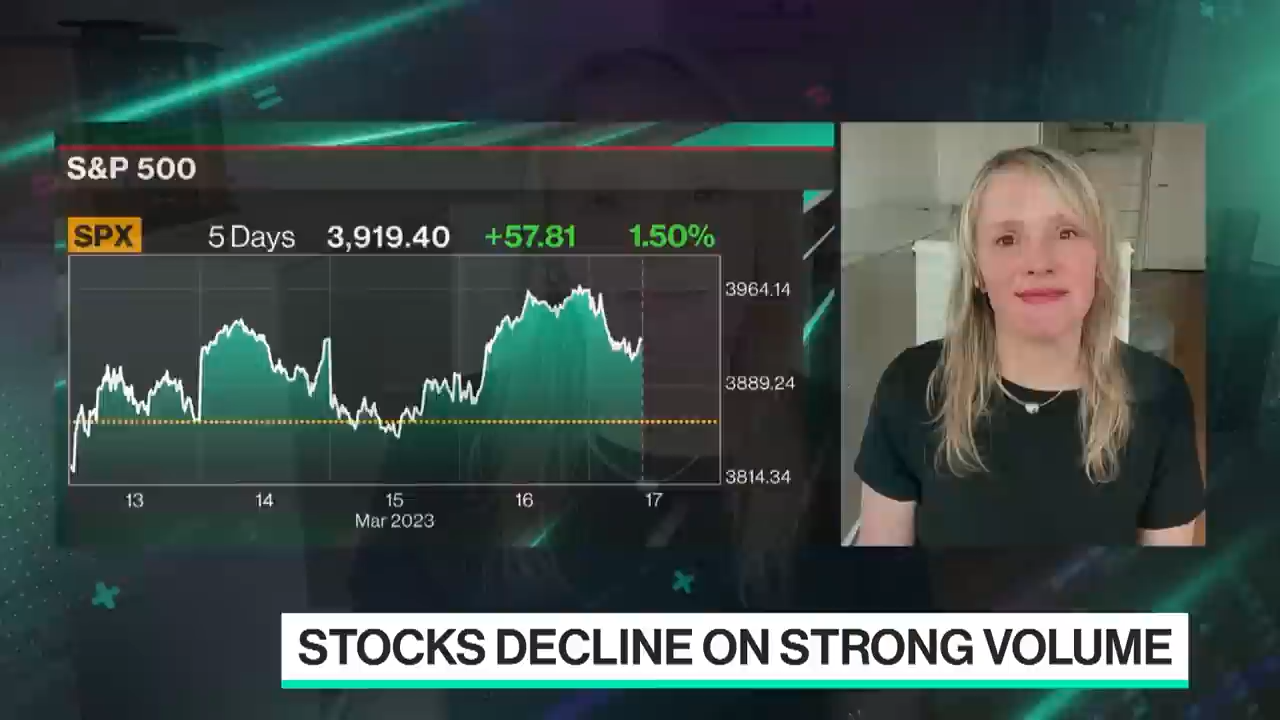 S&P 500
SPX 5 Days 3,919.40 +57.81 1.50%
3964.14
3889.24
3814.34
13 14 15 16 17
Mar 2023
STOCKS DECLINE ON STRONG VOLUME